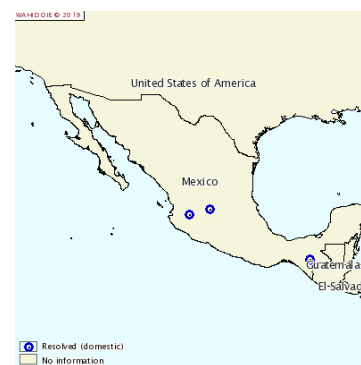 WAHID OIE © 2019
United States of America
Mexico
Guatemala
El-Salvad
Resolved (domestic)
No information